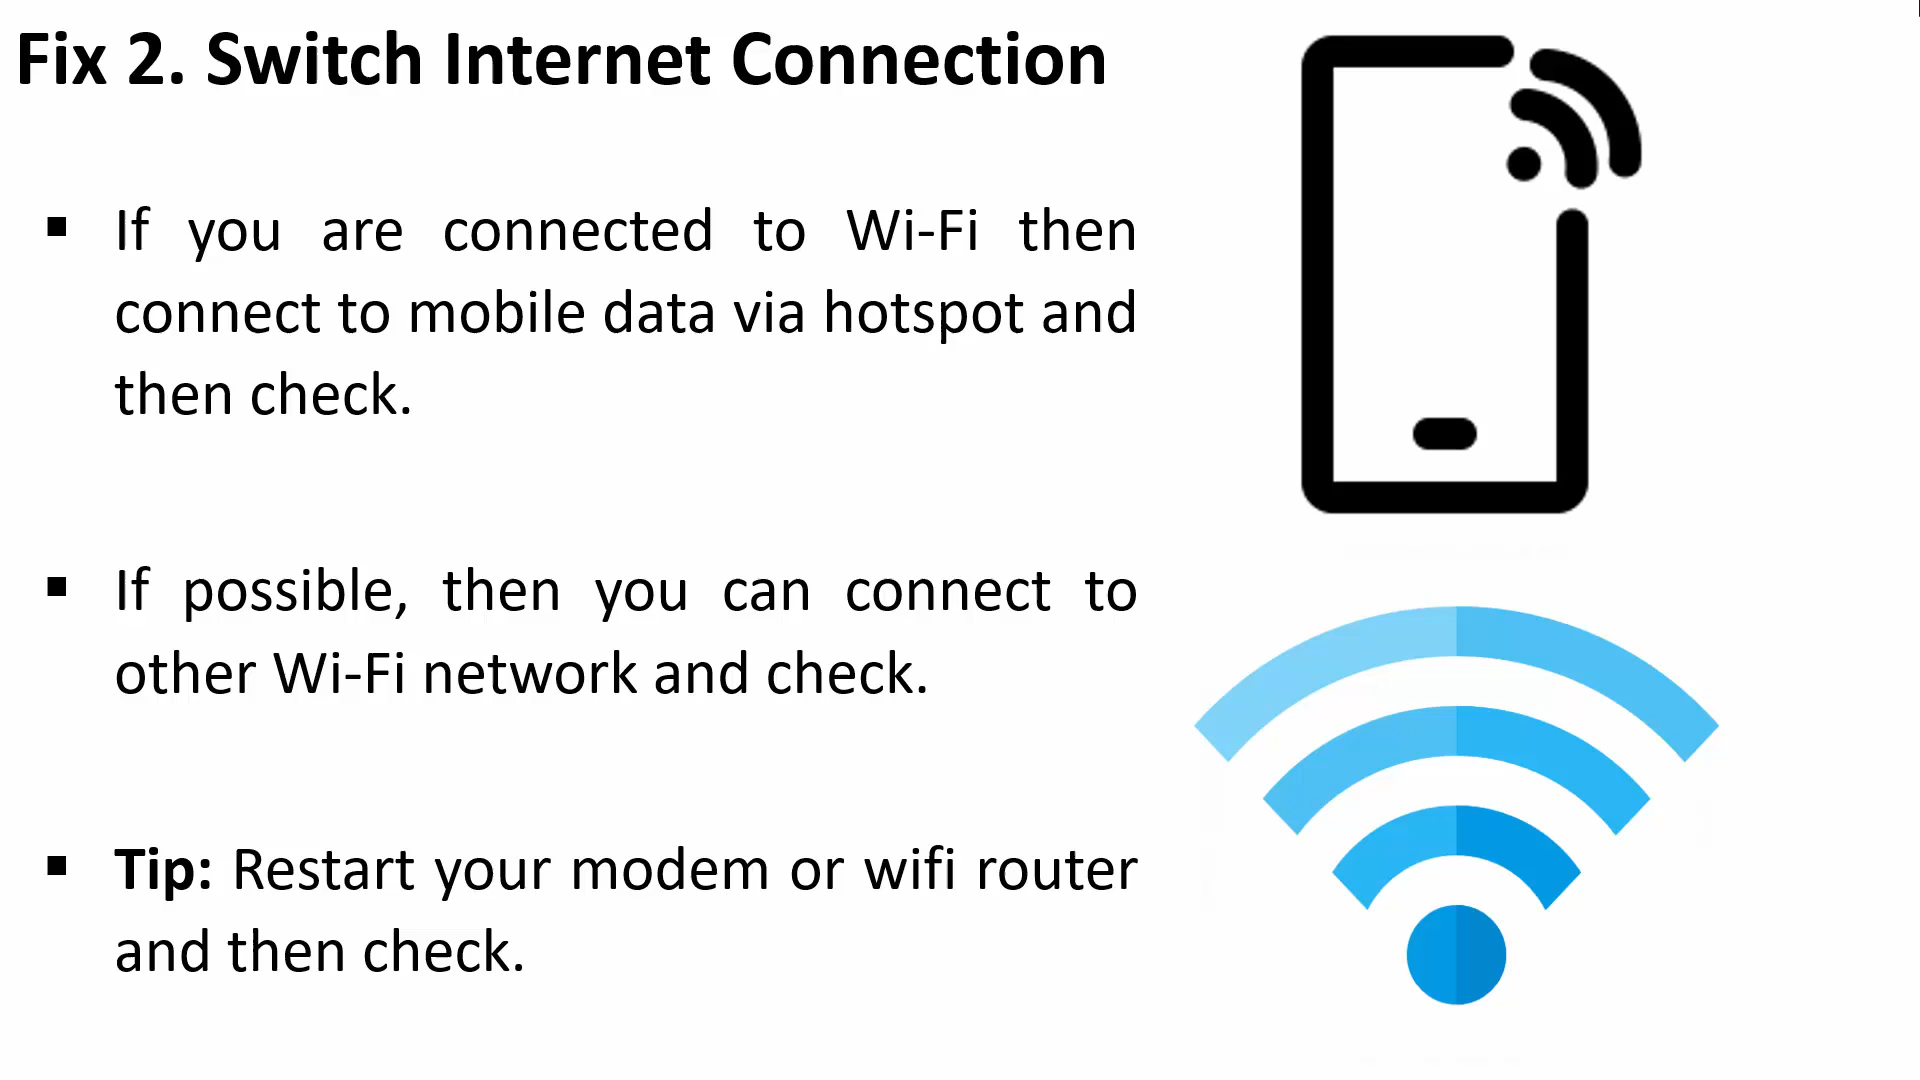 Fix 2. Switch Internet Connection
▪ If you are connected to Wi-Fi then
connect to mobile data via hotspot and
then check.
▪ If possible, then you can connect to
other Wi-Fi network and check.
▪ Tip: Restart your modem or wifi router
and then check.